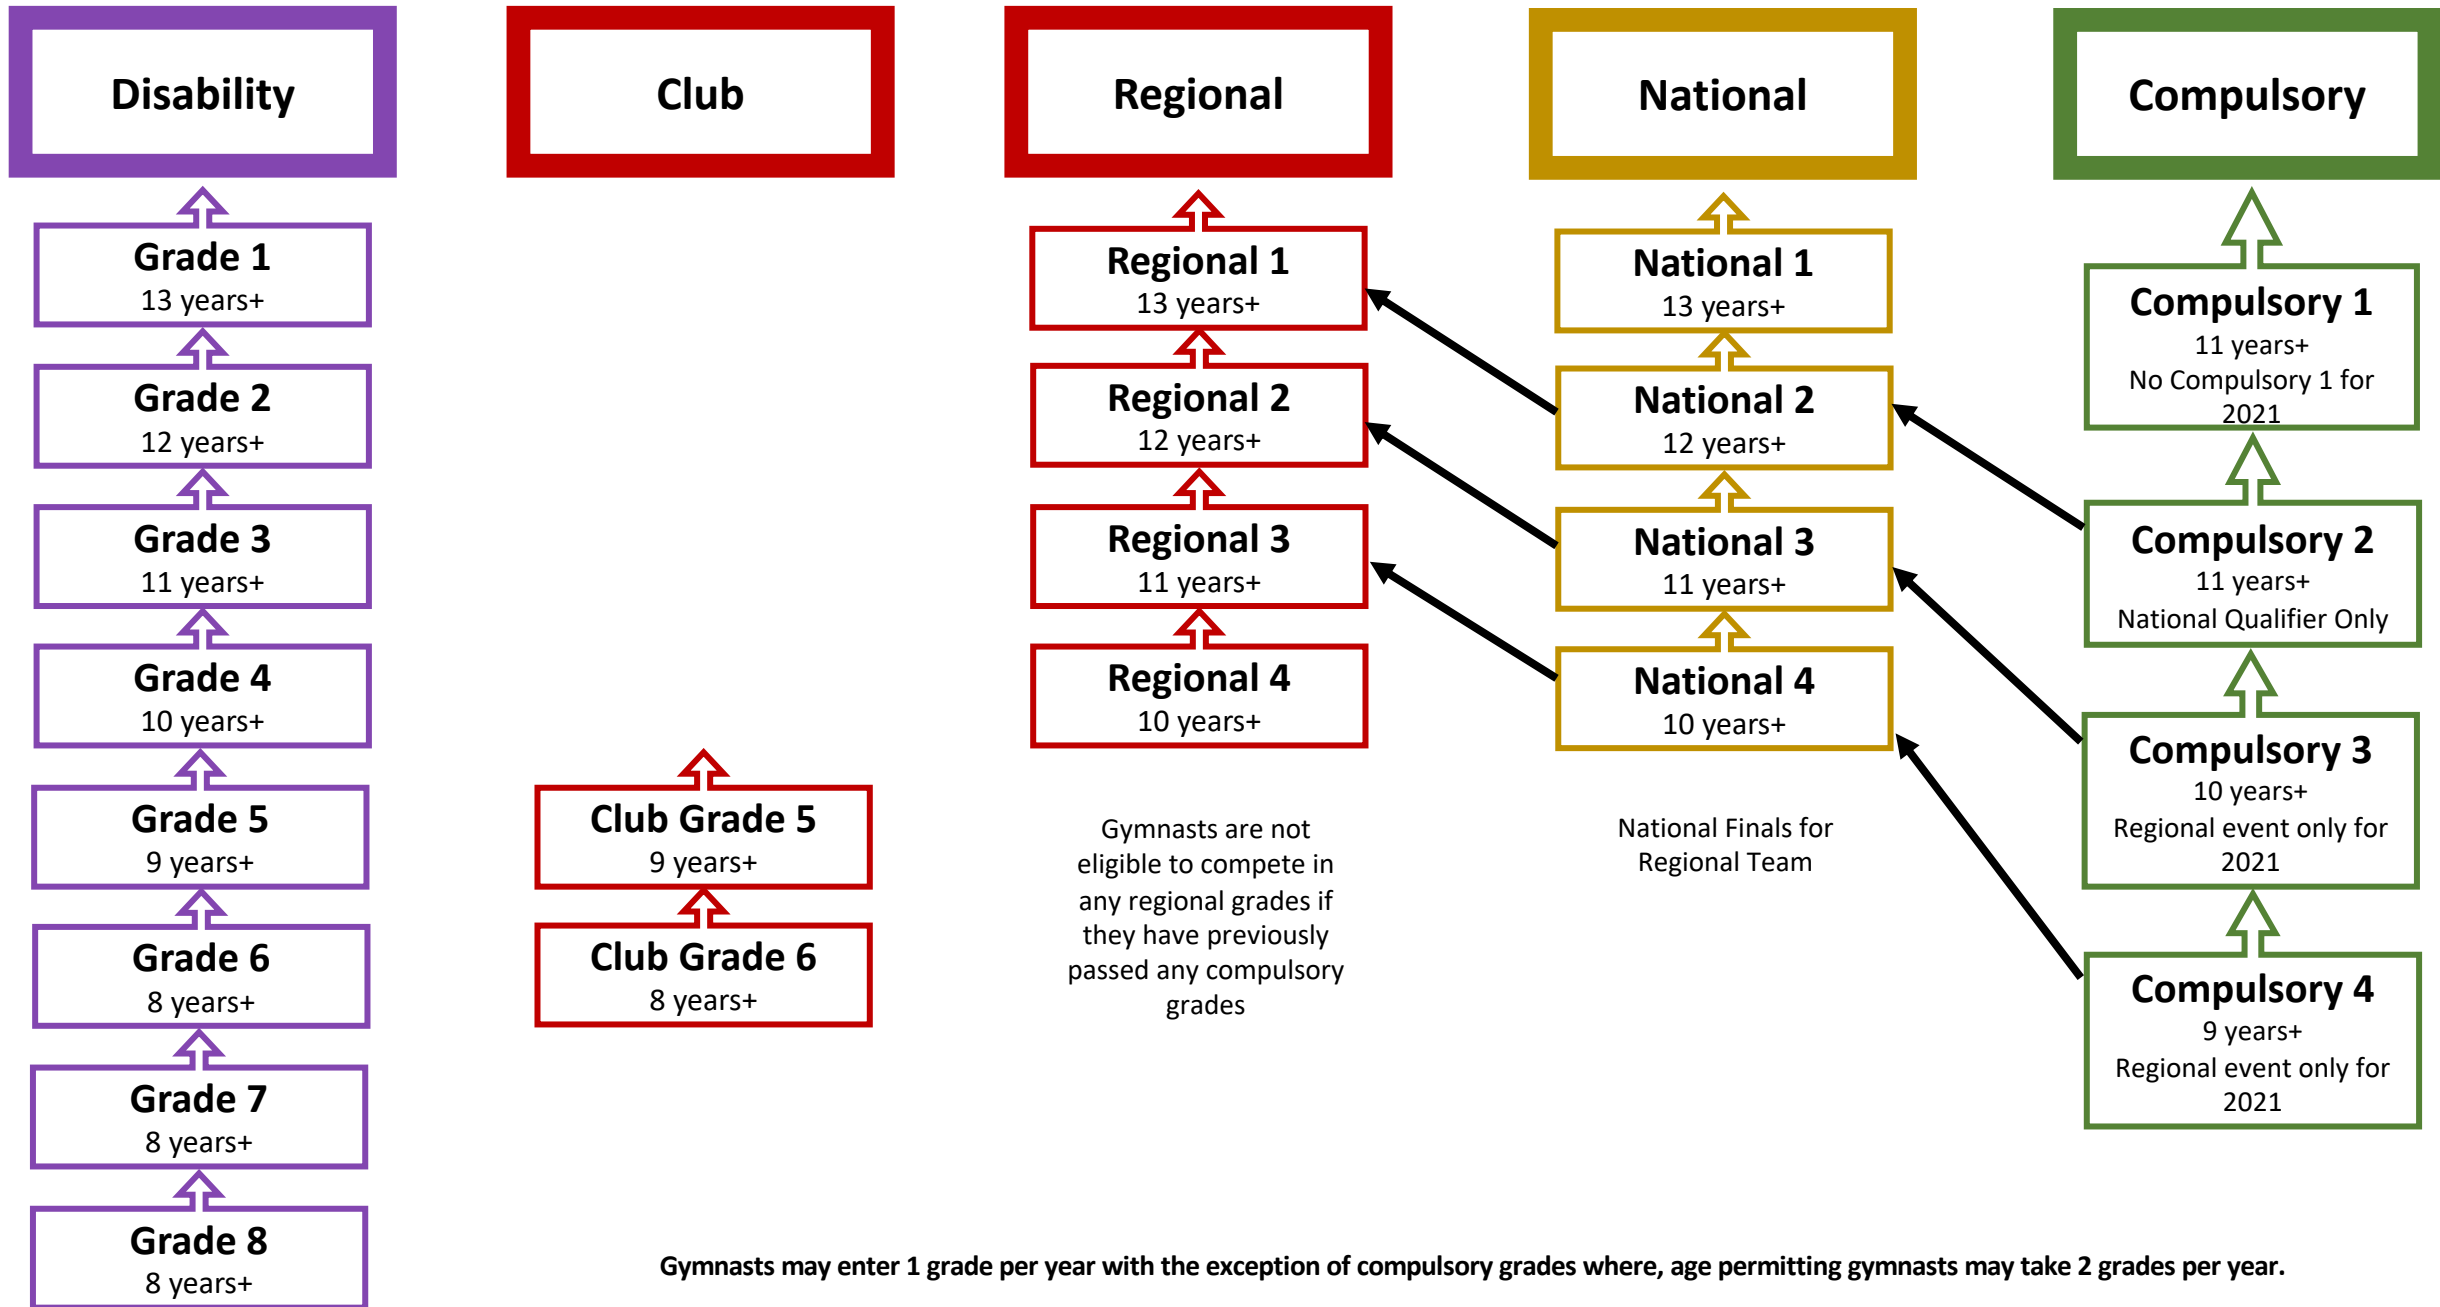 Disability
Club
Regional
National
Compulsory
Grade 1
13 years+
Grade 2
12 years+
Grade 3
11 years+
Grade 4
10 years+
Grade 5
9 years+
Grade 6
8 years+
Grade 7
8 years+
Grade 8
8 years+
Club Grade 5
9 years+
Club Grade 6
8 years+
Regional 1
13 years+
Regional 2
12 years+
Regional 3
11 years+
Regional 4
10 years+
Gymnasts are not
eligible to compete in
any regional grades if
they have previously
passed any compulsory
grades
National 1
13 years+
National 2
12 years+
National 3
11 years+
National 4
10 years+
National Finals for
Regional Team
Compulsory 1
11 years+
No Compulsory 1 for
2021
Compulsory 2
11 years+
National Qualifier Only
Compulsory 3
10 years+
Regional event only for
2021
Compulsory 4
9 years+
Regional event only for
2021
Gymnasts may enter 1 grade per year with the exception of compulsory grades where, age permitting gymnasts may take 2 grades per year.